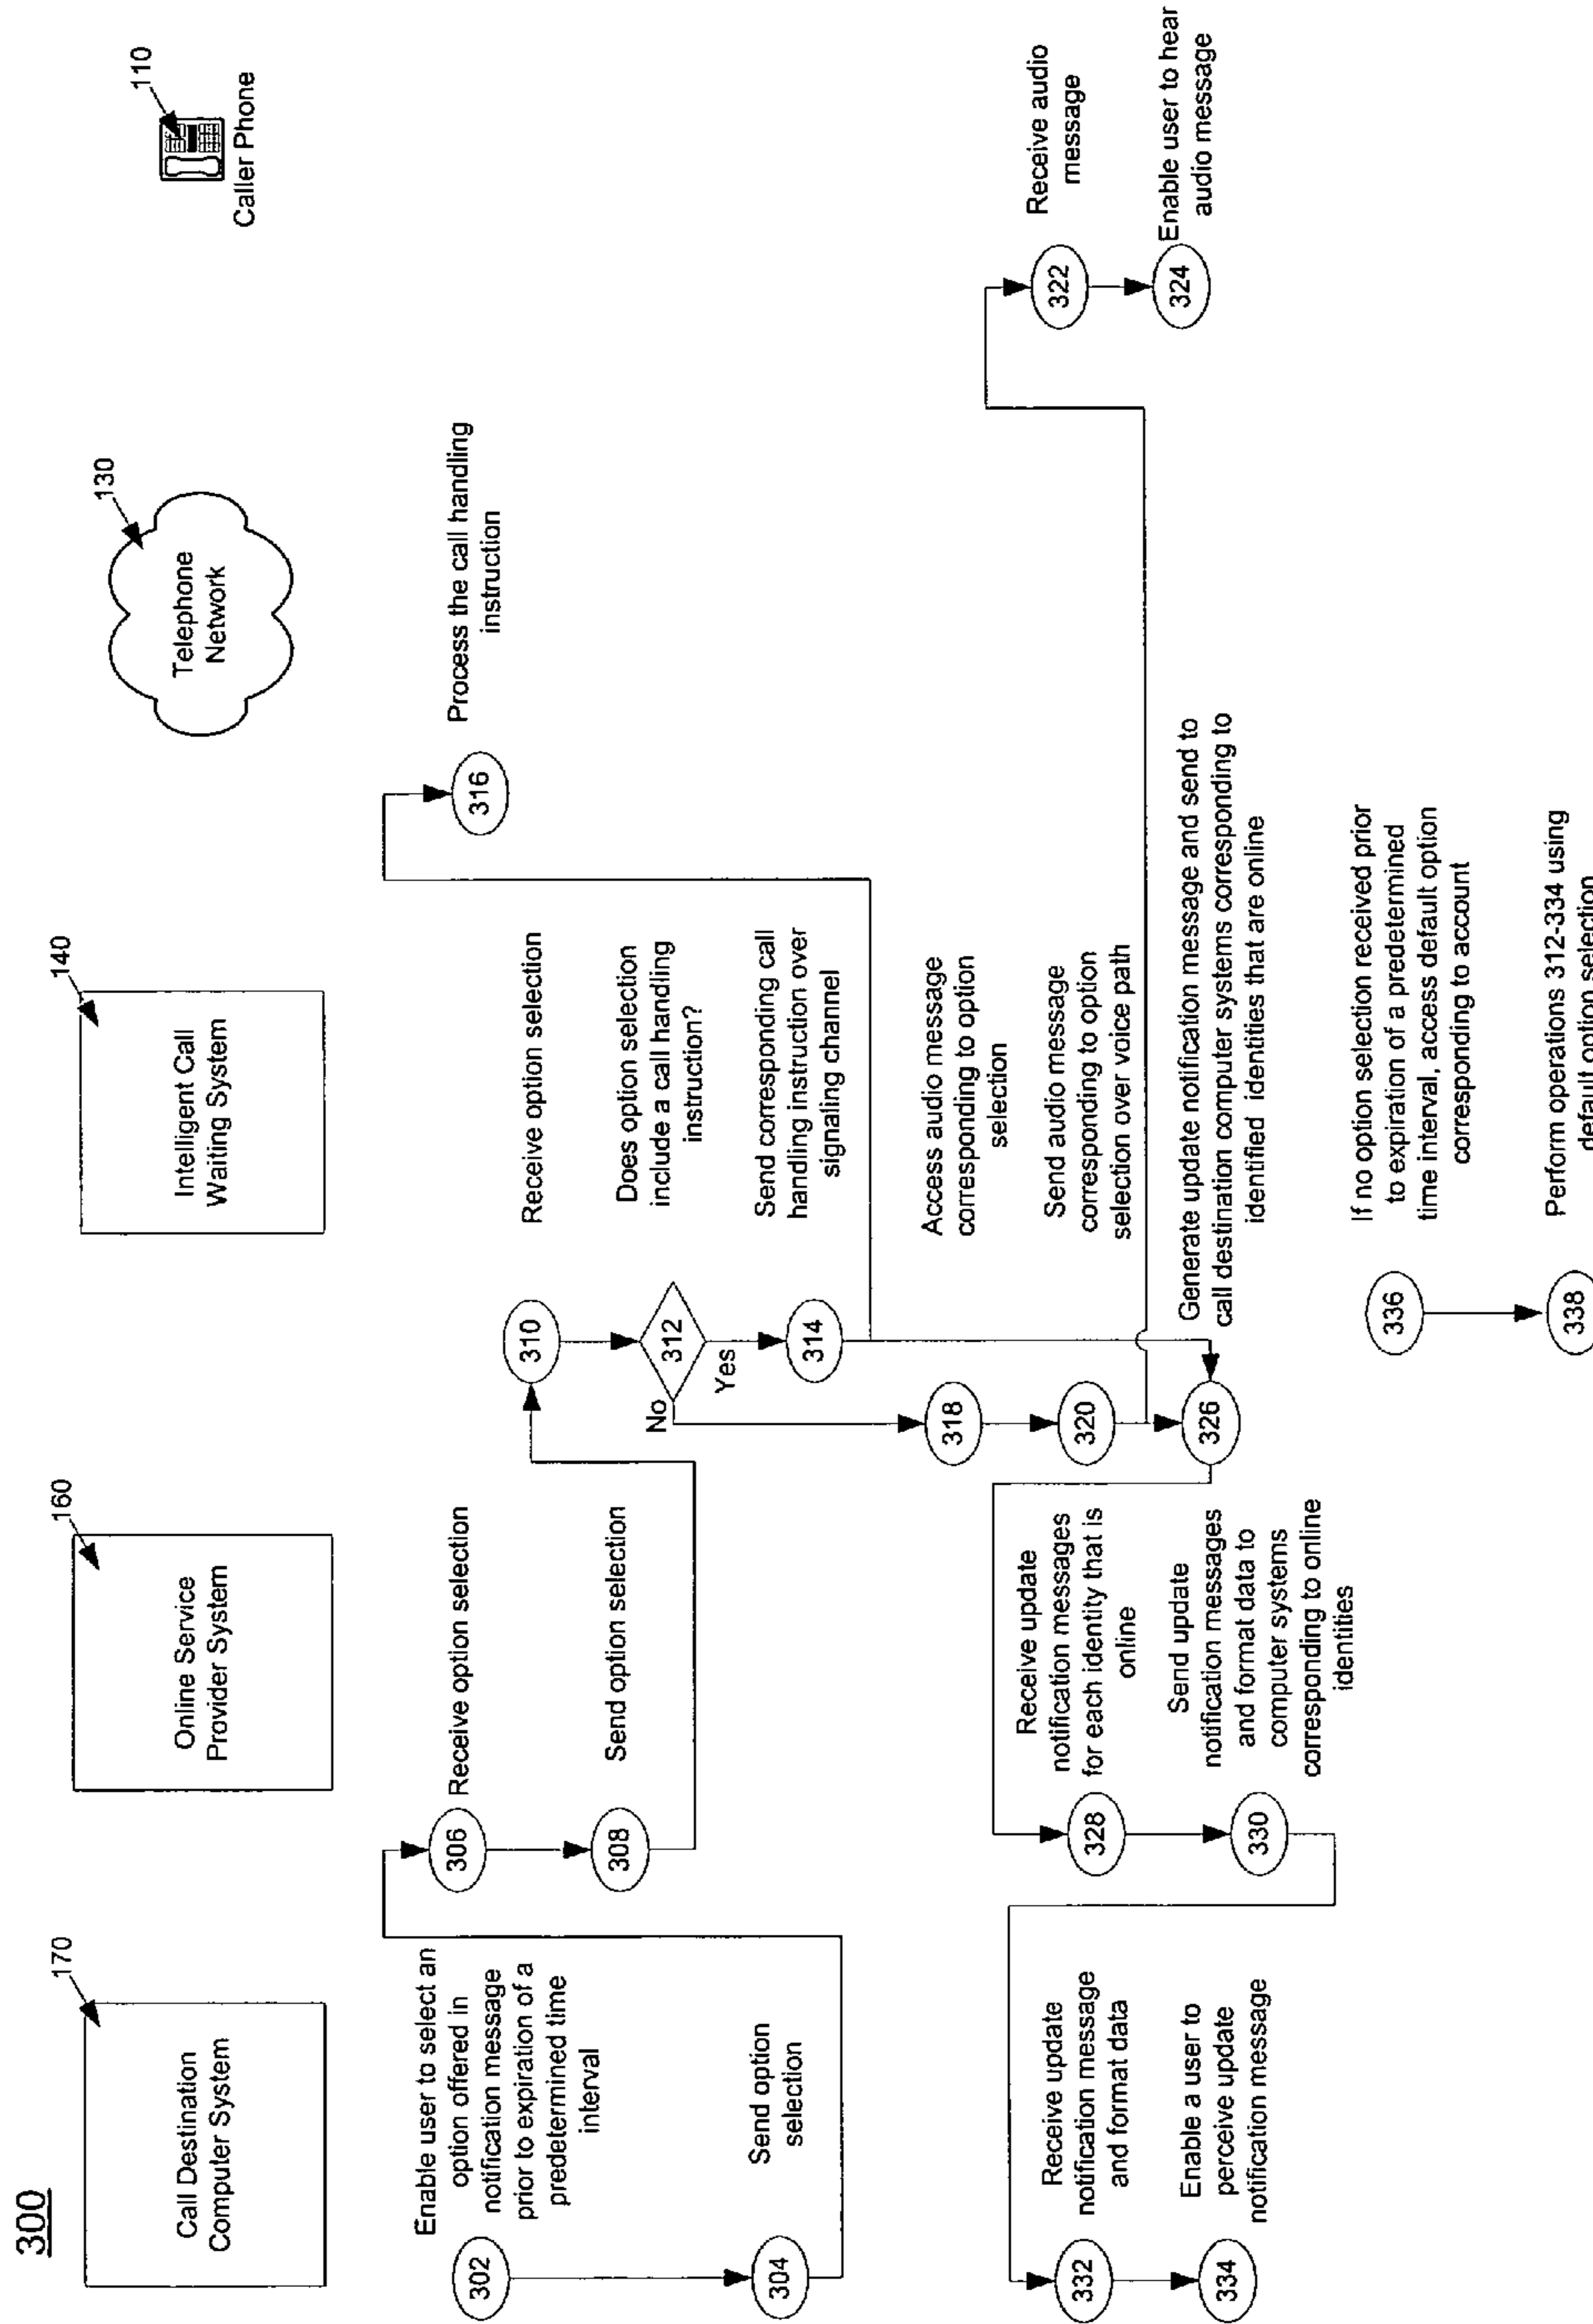 300
170
Call Destination
Computer System
160
Online Service
Provider System
140
Intelligent Call
Waiting System
130
Telephone
Network
110
Caller Phone
302
Enable user to select an
option offered in
notification message
prior to expiration of a
predetermined time
interval
304
Send option
selection
306
Receive option selection
308
Send option selection
310
Receive option selection
312
Does option selection
include a call handling
instruction?
No
Yes
314
Send corresponding call
handling instruction over
signaling channel
316
Process the call handling
instruction
318
Access audio message
corresponding to option
selection
320
Send audio message
corresponding to option
selection over voice path
322
Receive audio
message
324
Enable user to hear
audio message
326
Generate update notification message and send to
call destination computer systems corresponding to
identified identities that are online
328
Receive update
notification messages
for each identity that is
online
330
Send update
notification messages
and format data to
computer systems
corresponding to online
identities
332
Receive update
notification message
and format data
334
Enable a user to
perceive update
notification message
336
If no option selection received prior
to expiration of a predetermined
time interval, access default option
corresponding to account
338
Perform operations 312-334 using
default option selection